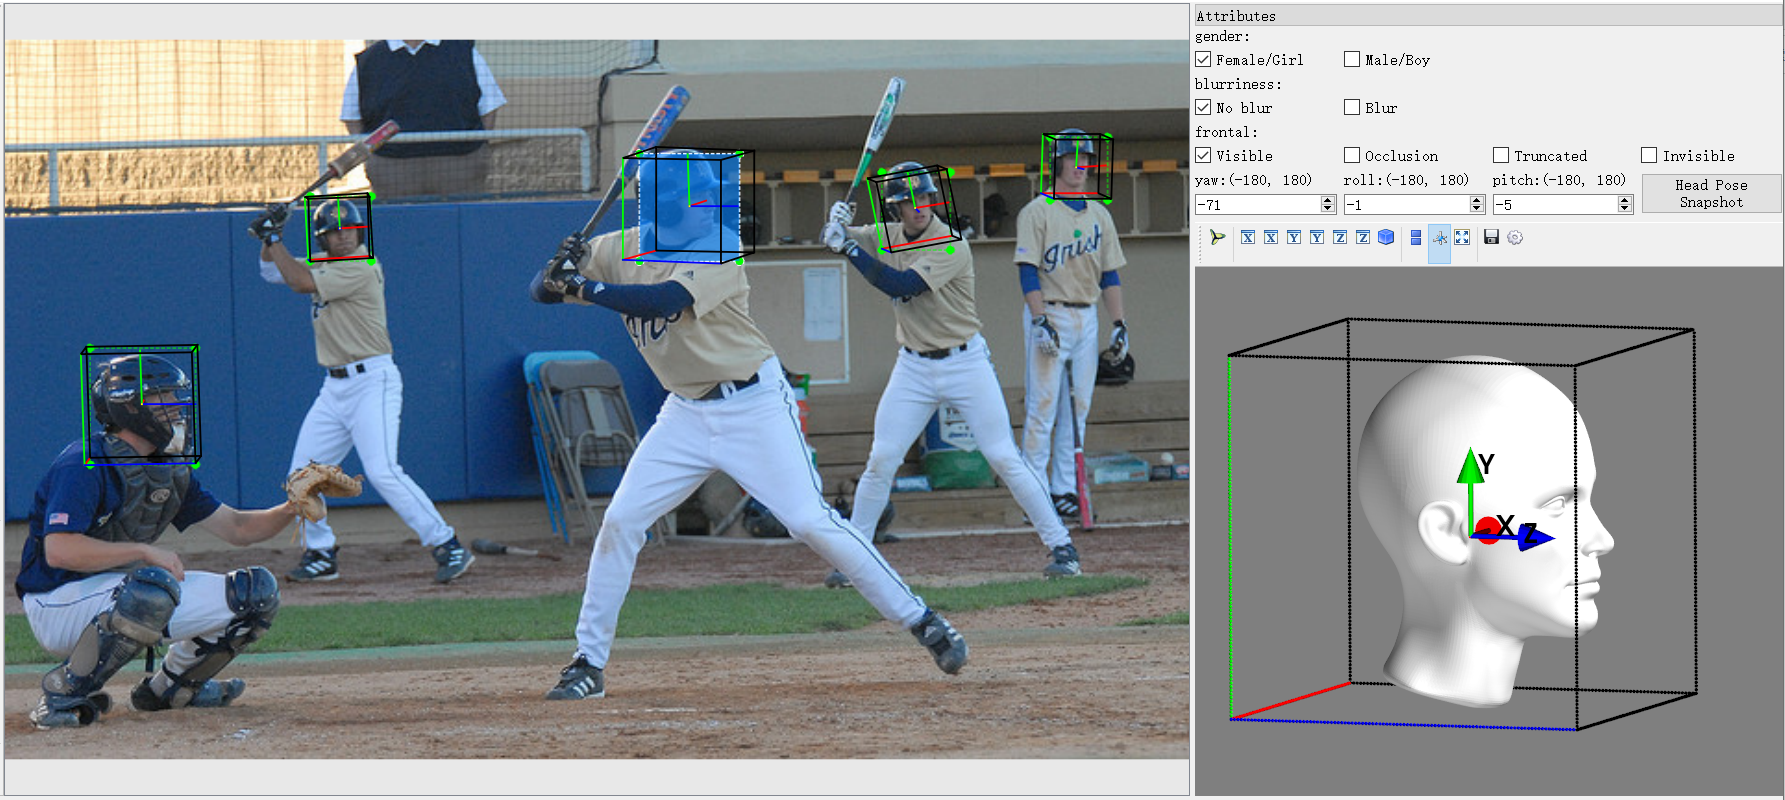 Attributes
gender:
Female/Girl Male/Boy
blurriness:
No blur Blur
frontal:
Visible Occlusion Truncated Invisible
yaw:(-180, 180) roll:(-180, 180) pitch:(-180, 180) Head Pose Snapshot
-71 -1 -5
X X Y Y Z Z
Irish
Y
X Z